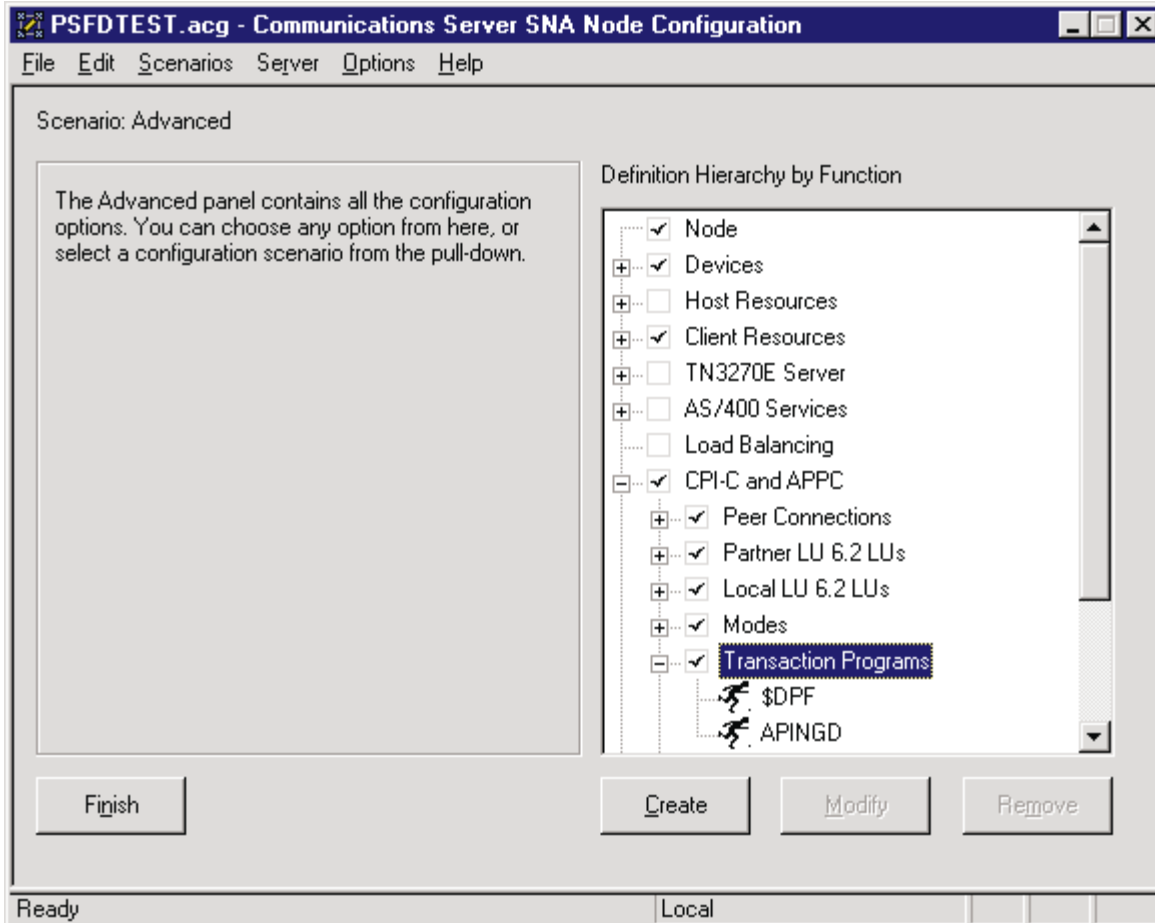 PSFDTEST.acg - Communications Server SNA Node Configuration
File Edit Scenarios Server Options Help
Scenario: Advanced
The Advanced panel contains all the configuration
options. You can choose any option from here, or
select a configuration scenario from the pull-down.
Definition Hierarchy by Function
Node
Devices
Host Resources
Client Resources
TN3270E Server
AS/400 Services
Load Balancing
CPI-C and APPC
Peer Connections
Partner LU 6.2 LUs
Local LU 6.2 LUs
Modes
Transaction Programs
$DPF
APINGD
Finish
Create
Modify
Remove
Ready
Local